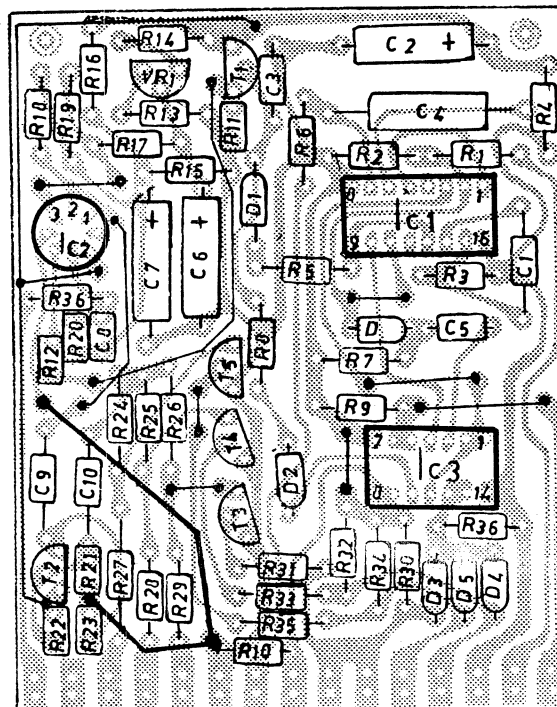 R14
C2 +
R16
VR1
T1
C3
R10
R19
R13
R11
C4
R4
R17
R6
R2
R1
R15
D1
8 1
IC1
9 16
3 2 1
IC2
+
C7
+
C6
R5
R3
C1
R36
R20
C8
R8
D
C5
R12
T5
R7
R24
R25
R26
R9
T4
7 1
IC3
8 14
C9
C10
D2
T3
R36
R32
T2
R21
R27
R28
R29
R31
R34
R30
D3
D5
D4
R33
R22
R23
R35
R10